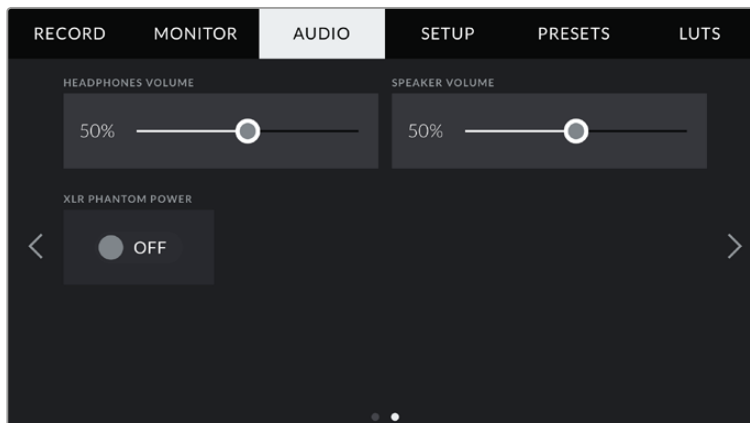 RECORD MONITOR AUDIO SETUP PRESETS LUTS
HEADPHONES VOLUME SPEAKER VOLUME
50% 50%
XLR PHANTOM POWER
OFF